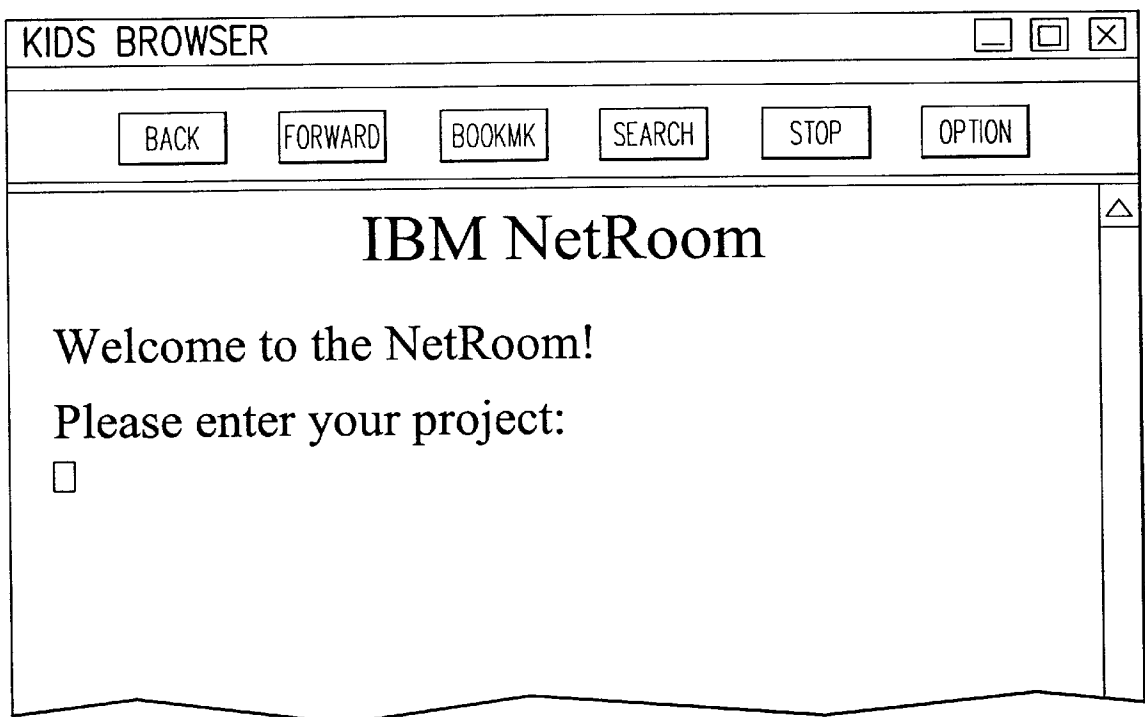 KIDS BROWSER
BACK FORWARD BOOKMK SEARCH STOP OPTION
IBM NetRoom
Welcome to the NetRoom!
Please enter your project: